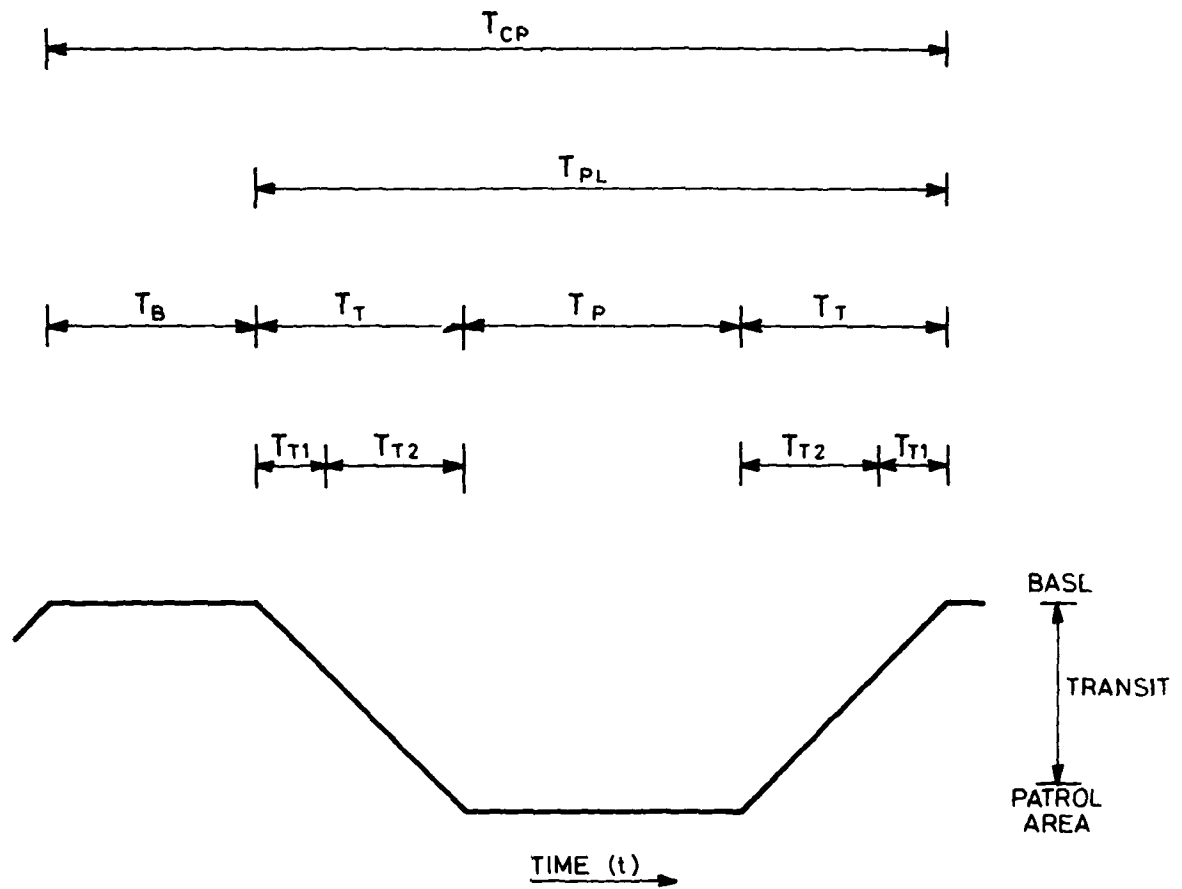 T_CP
T_PL
T_B T_T T_P T_T
T_T1 T_T2 T_T2 T_T1
BASE
TRANSIT
PATROL
AREA
TIME (t)